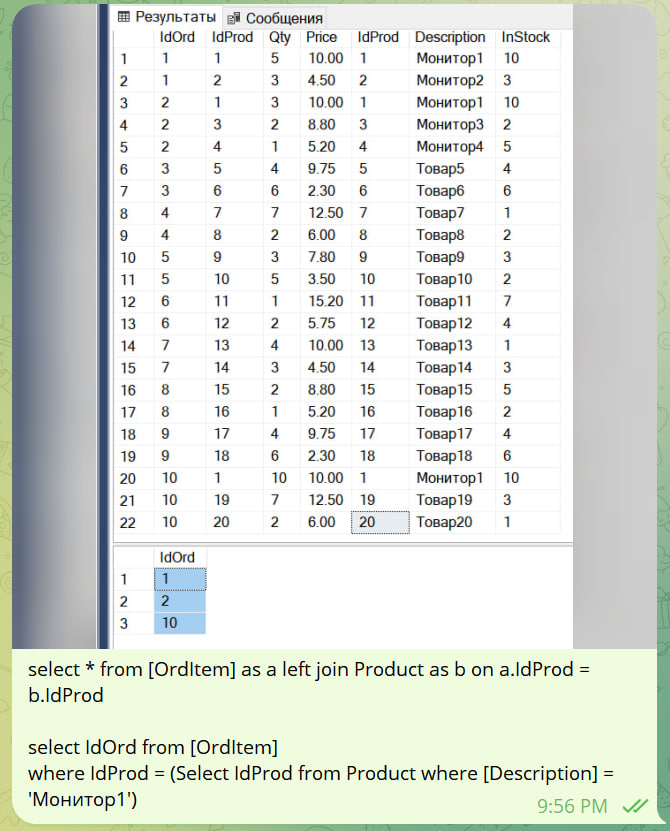 Результаты Сообщения
IdOrd IdProd Qty Price IdProd Description InStock
1 1 1 5 10.00 1 Монитор1 10
2 1 2 3 4.50 2 Монитор2 3
3 2 1 3 10.00 1 Монитор1 10
4 2 3 2 8.80 3 Монитор3 2
5 2 4 1 5.20 4 Монитор4 5
6 3 5 4 9.75 5 Товар5 4
7 3 6 6 2.30 6 Товар6 6
8 4 7 7 12.50 7 Товар7 1
9 4 8 2 6.00 8 Товар8 2
10 5 9 3 7.80 9 Товар9 3
11 5 10 5 3.50 10 Товар10 2
12 6 11 1 15.20 11 Товар11 7
13 6 12 2 5.75 12 Товар12 4
14 7 13 4 10.00 13 Товар13 1
15 7 14 3 4.50 14 Товар14 3
16 8 15 2 8.80 15 Товар15 5
17 8 16 1 5.20 16 Товар16 2
18 9 17 4 9.75 17 Товар17 4
19 9 18 6 2.30 18 Товар18 6
20 10 1 10 10.00 1 Монитор1 10
21 10 19 7 12.50 19 Товар19 3
22 10 20 2 6.00 20 Товар20 1
IdOrd
1 1
2 2
3 10
select * from [OrdItem] as a left join Product as b on a.IdProd =
b.IdProd
select IdOrd from [OrdItem]
where IdProd = (Select IdProd from Product where [Description] =
'Монитор1')
9:56 PM